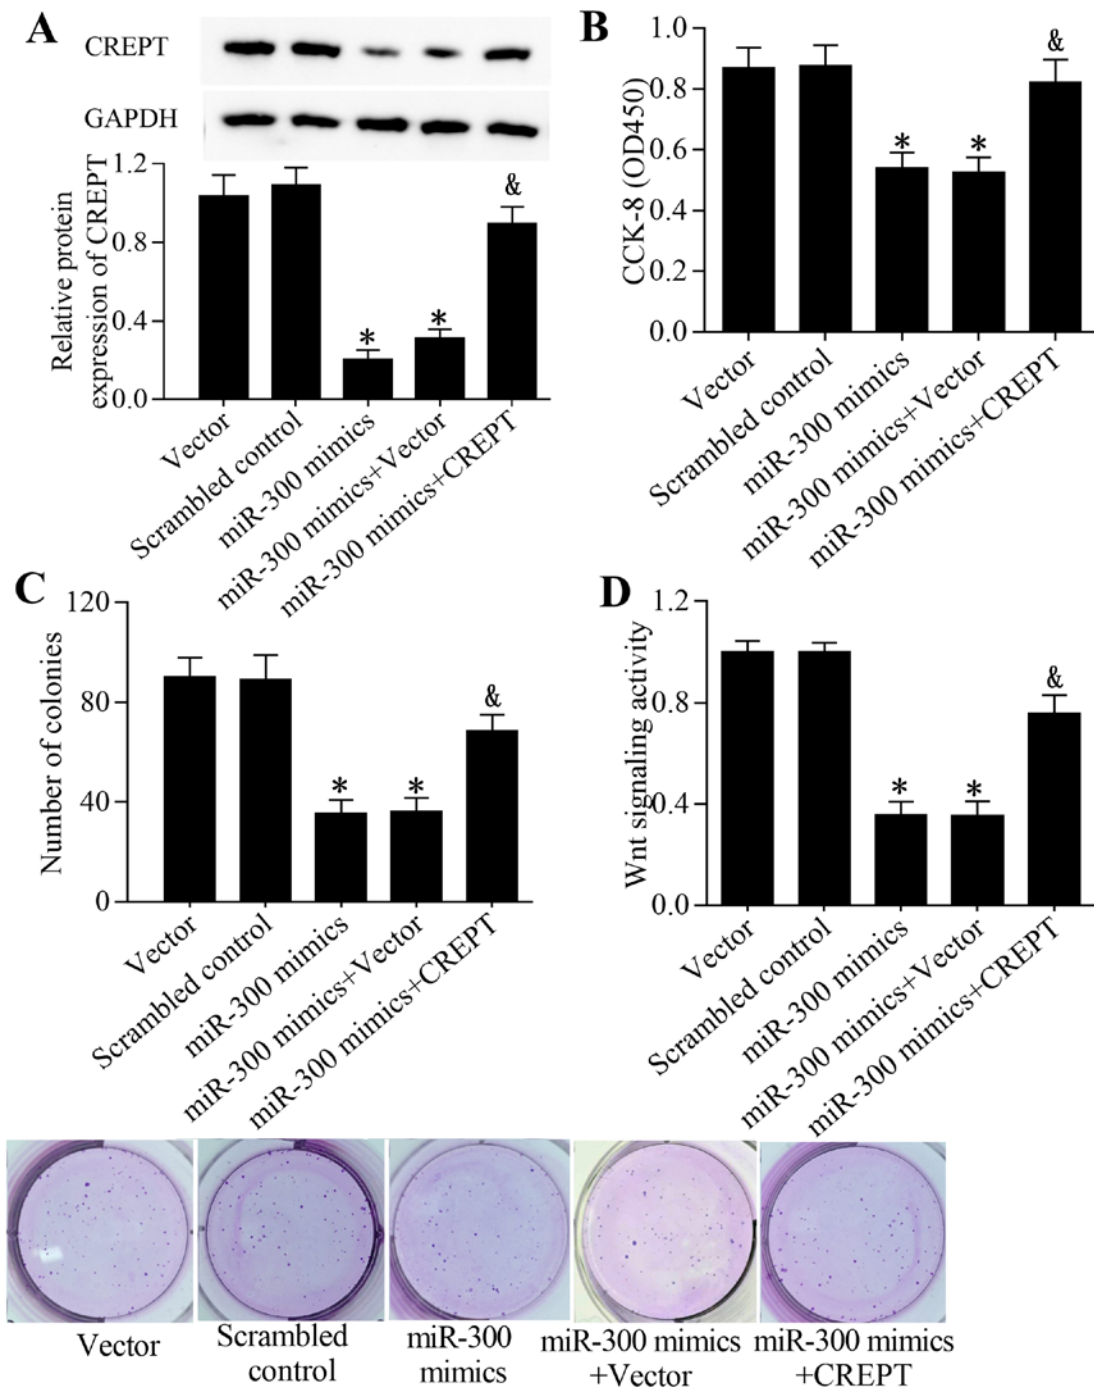 A
CREPT
GAPDH
Relative protein
expression of CREPT
1.2
0.8
0.4
0.0
*
*
&
Vector
Scrambled control
miR-300 mimics
miR-300 mimics+Vector
miR-300 mimics+CREPT
B
CCK-8 (OD450)
1.0
0.8
0.6
0.4
0.2
0.0
*
*
&
Vector
Scrambled control
miR-300 mimics
miR-300 mimics+Vector
miR-300 mimics+CREPT
C
Number of colonies
120
80
40
0
*
*
&
Vector
Scrambled control
miR-300 mimics
miR-300 mimics+Vector
miR-300 mimics+CREPT
D
Wnt signaling activity
1.2
0.8
0.4
0.0
*
*
&
Vector
Scrambled control
miR-300 mimics
miR-300 mimics+Vector
miR-300 mimics+CREPT
Vector
Scrambled
control
miR-300
mimics
miR-300 mimics
+Vector
miR-300 mimics
+CREPT